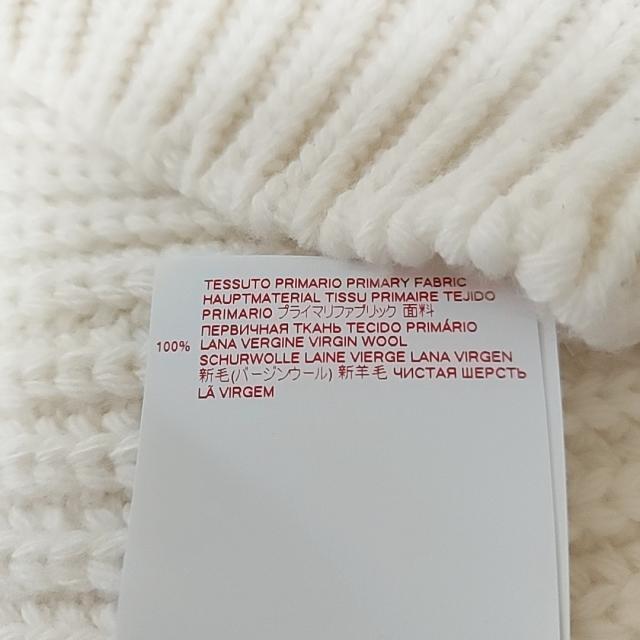 TESSUTO PRIMARIO PRIMARY FABRIC
HAUPTMATERIAL TISSU PRIMAIRE TEJIDO
PRIMARIO プライマリファブリック 面料
ПЕРВИЧНАЯ ТКАНЬ TECIDO PRIMÁRIO
100% LANA VERGINE VIRGIN WOOL
SCHURWOLLE LAINE VIERGE LANA VIRGEN
新毛(バージンウール) 新羊毛 ЧИСТАЯ ШЕРСТЬ
LÃ VIRGEM